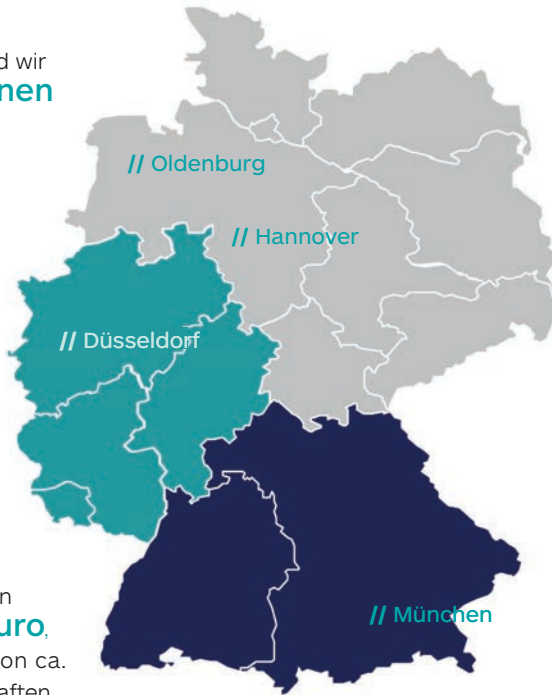 d wir
nen
// Oldenburg
// Hannover
// Düsseldorf
n
uro,
on ca.
// München
aften